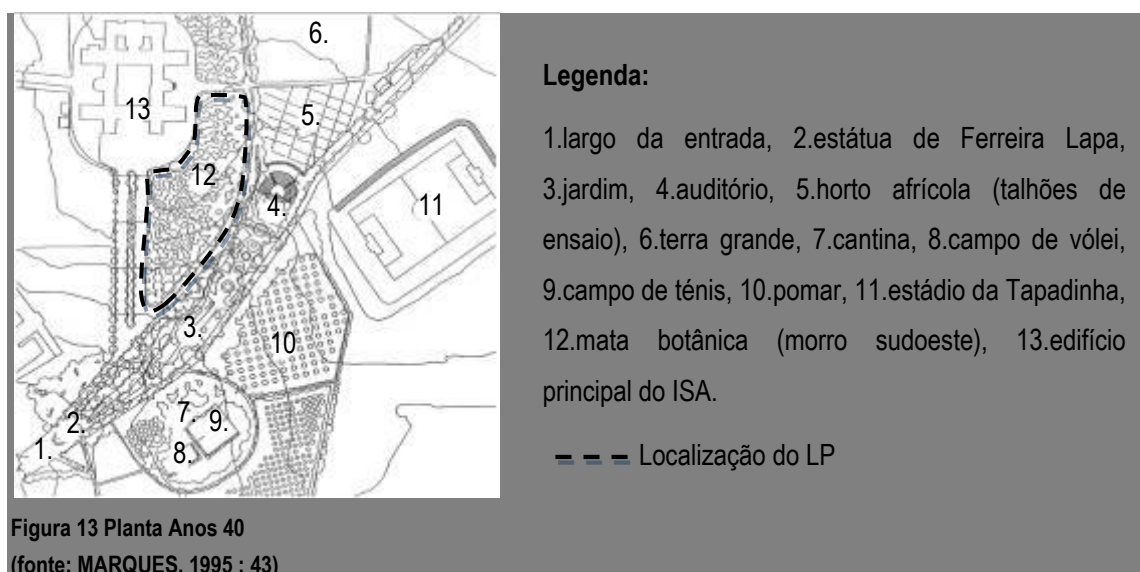 6.
13
5.
12
4.
11
3.
10
7.
9.
2.
8.
1.
Legenda:
1.largo da entrada, 2.estátua de Ferreira Lapa,
3.jardim, 4.auditório, 5.horto afrícola (talhões de
ensaio), 6.terra grande, 7.cantina, 8.campo de vólei,
9.campo de ténis, 10.pomar, 11.estádio da Tapadinha,
12.mata botânica (morro sudoeste), 13.edifício
principal do ISA.
Localização do LP
Figura 13 Planta Anos 40
(fonte: MARQUES, 1995 : 43)